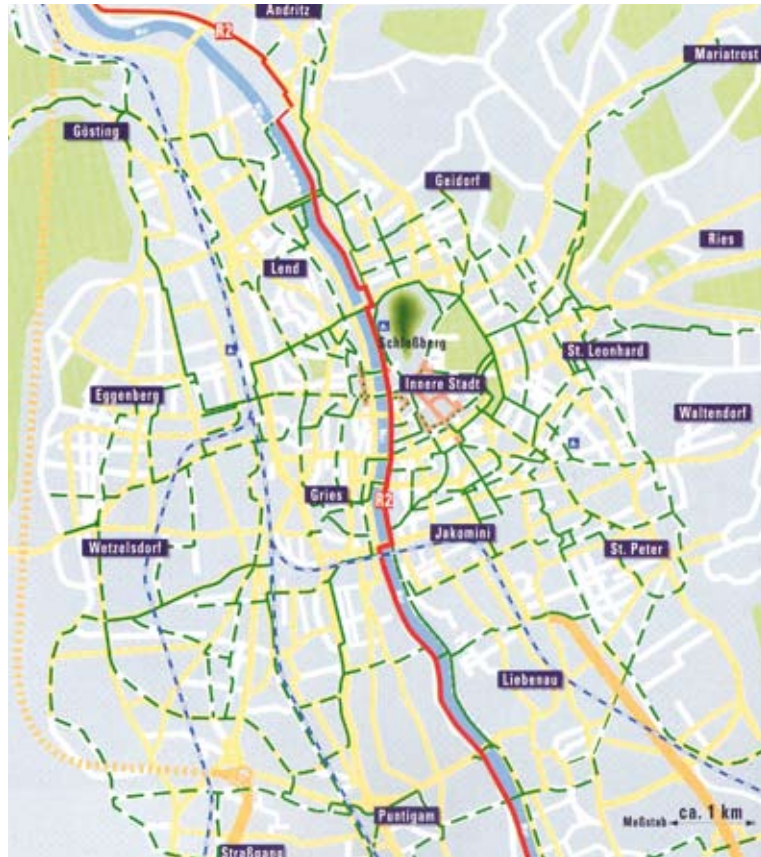 Andritz
R2
Mariatrost
Gösting
Geidorf
Ries
Lend
Schloßberg
St. Leonhard
Innere Stadt
Eggenberg
Waltendorf
Gries
R2
Jakomini
Wetzelsdorf
St. Peter
Liebenau
Puntigam
Meßstab ca. 1 km
Straßgang